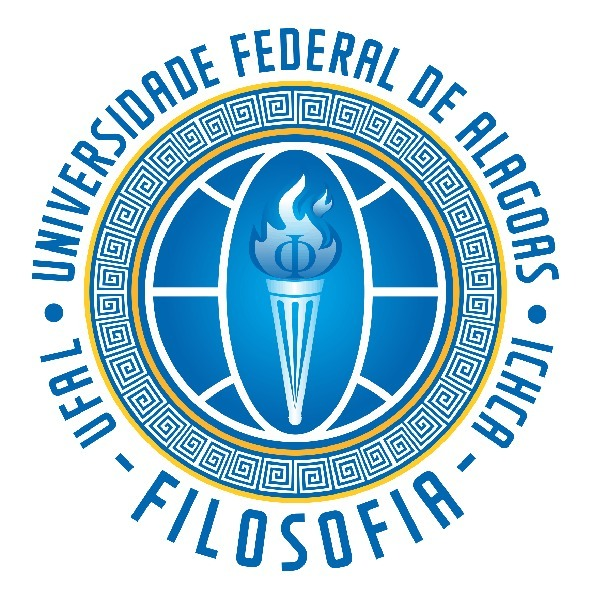 UNIVERSIDADE FEDERAL DE ALAGOAS
UFAL - FILOSOFIA - ICHCA
Φ